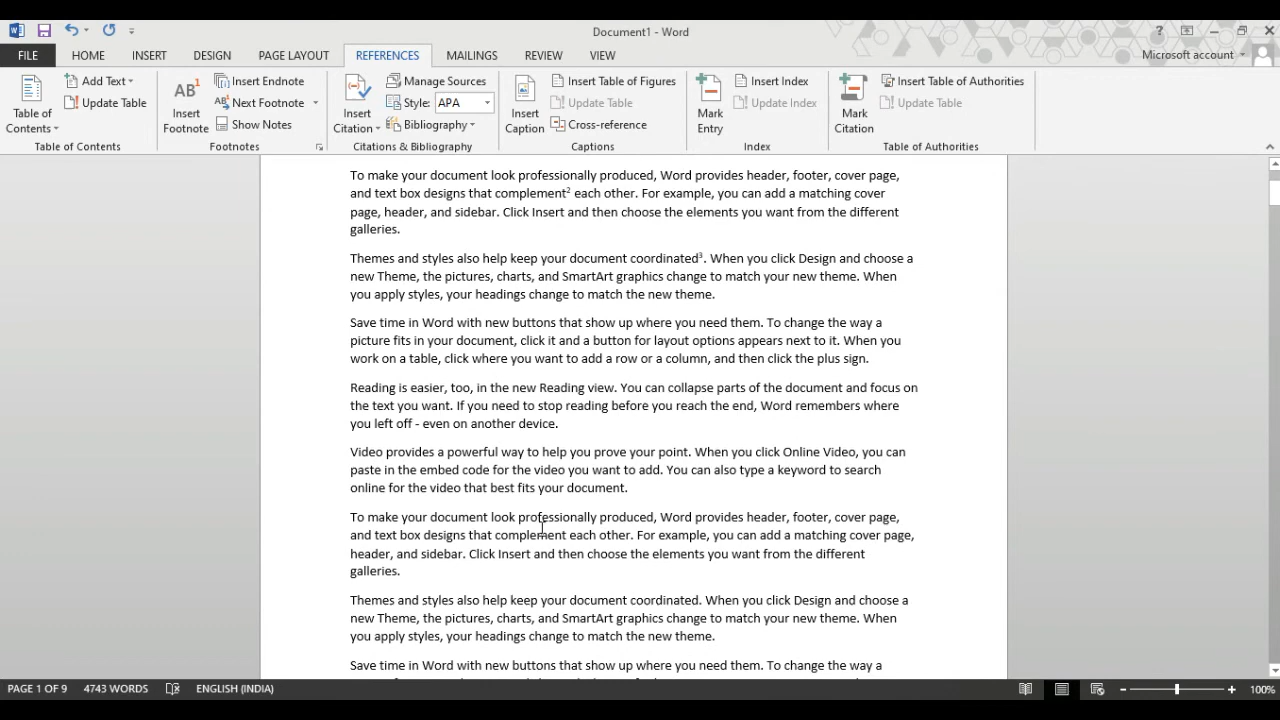 Document1 - Word
FILE HOME INSERT DESIGN PAGE LAYOUT REFERENCES MAILINGS REVIEW VIEW Microsoft account
Table of Contents
Add Text
Update Table
Table of Contents
AB1
Insert Footnote
Insert Endnote
Next Footnote
Show Notes
Footnotes
Insert Citation
Manage Sources
Style: APA
Bibliography
Citations & Bibliography
Insert Caption
Insert Table of Figures
Update Table
Cross-reference
Captions
Mark Entry
Insert Index
Update Index
Index
Mark Citation
Insert Table of Authorities
Update Table
Table of Authorities
To make your document look professionally produced, Word provides header, footer, cover page,
and text box designs that complement² each other. For example, you can add a matching cover
page, header, and sidebar. Click Insert and then choose the elements you want from the different
galleries.
Themes and styles also help keep your document coordinated³. When you click Design and choose a
new Theme, the pictures, charts, and SmartArt graphics change to match your new theme. When
you apply styles, your headings change to match the new theme.
Save time in Word with new buttons that show up where you need them. To change the way a
picture fits in your document, click it and a button for layout options appears next to it. When you
work on a table, click where you want to add a row or a column, and then click the plus sign.
Reading is easier, too, in the new Reading view. You can collapse parts of the document and focus on
the text you want. If you need to stop reading before you reach the end, Word remembers where
you left off - even on another device.
Video provides a powerful way to help you prove your point. When you click Online Video, you can
paste in the embed code for the video you want to add. You can also type a keyword to search
online for the video that best fits your document.
To make your document look professionally produced, Word provides header, footer, cover page,
and text box designs that complement each other. For example, you can add a matching cover page,
header, and sidebar. Click Insert and then choose the elements you want from the different
galleries.
Themes and styles also help keep your document coordinated. When you click Design and choose a
new Theme, the pictures, charts, and SmartArt graphics change to match your new theme. When
you apply styles, your headings change to match the new theme.
Save time in Word with new buttons that show up where you need them. To change the way a
PAGE 1 OF 9 4743 WORDS ENGLISH (INDIA) 100%